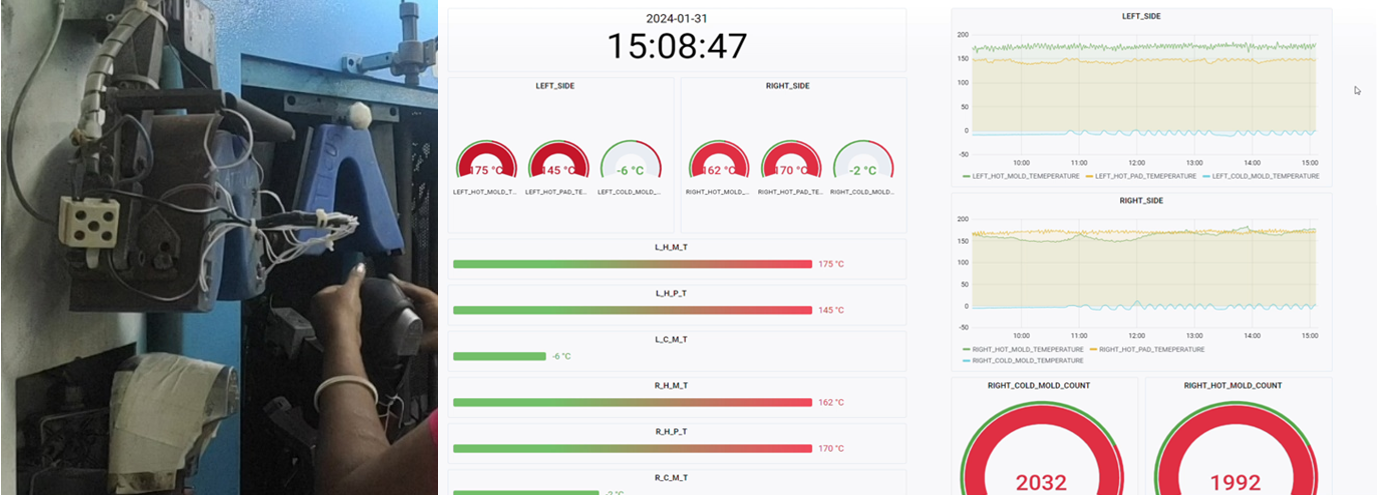 2024-01-31
15:08:47
LEFT_SIDE
RIGHT_SIDE
175 °C
145 °C
-6 °C
162 °C
170 °C
-2 °C
LEFT_HOT_MOLD_T...
LEFT_HOT_PAD_TE...
LEFT_COLD_MOLD_...
RIGHT_HOT_MOLD_...
RIGHT_HOT_PAD_TE...
RIGHT_COLD_MOLD...
L_H_M_T
175 °C
L_H_P_T
145 °C
L_C_M_T
-6 °C
R_H_M_T
162 °C
R_H_P_T
170 °C
R_C_M_T
-2 °C
LEFT_SIDE
200
150
100
50
0
-50
10:00 11:00 12:00 13:00 14:00 15:00
LEFT_HOT_MOLD_TEMEPERATURE LEFT_HOT_PAD_TEMEPERATURE LEFT_COLD_MOLD_TEMPERATURE
RIGHT_SIDE
200
150
100
50
0
-50
10:00 11:00 12:00 13:00 14:00 15:00
RIGHT_HOT_MOLD_TEMEPERATURE RIGHT_HOT_PAD_TEMEPERATURE
RIGHT_COLD_MOLD_TEMPERATURE
RIGHT_COLD_MOLD_COUNT
RIGHT_HOT_MOLD_COUNT
2032
1992